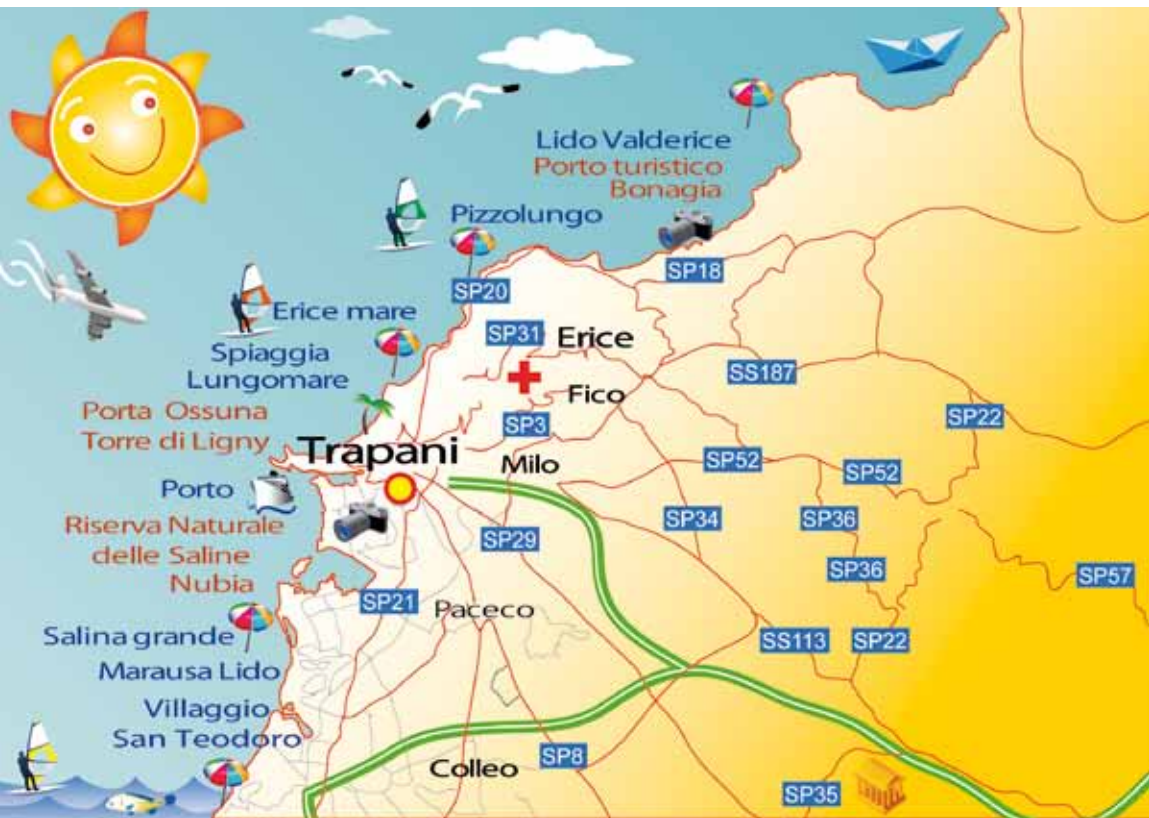 Lido Valderice
Porto turistico
Bonagia
Pizzolungo
SP18
SP20
Erice mare
SP31
Erice
Spiaggia
Lungomare
SS187
Fico
Porta Ossuna
Torre di Ligny
SP3
SP22
Trapani
Milo
SP52
SP52
Porto
Riserva Naturale
delle Saline
Nubia
SP34
SP36
SP29
SP36
SP57
SP21
Paceco
Salina grande
SS113
SP22
Marausa Lido
Villaggio
San Teodoro
SP8
Colleo
SP35